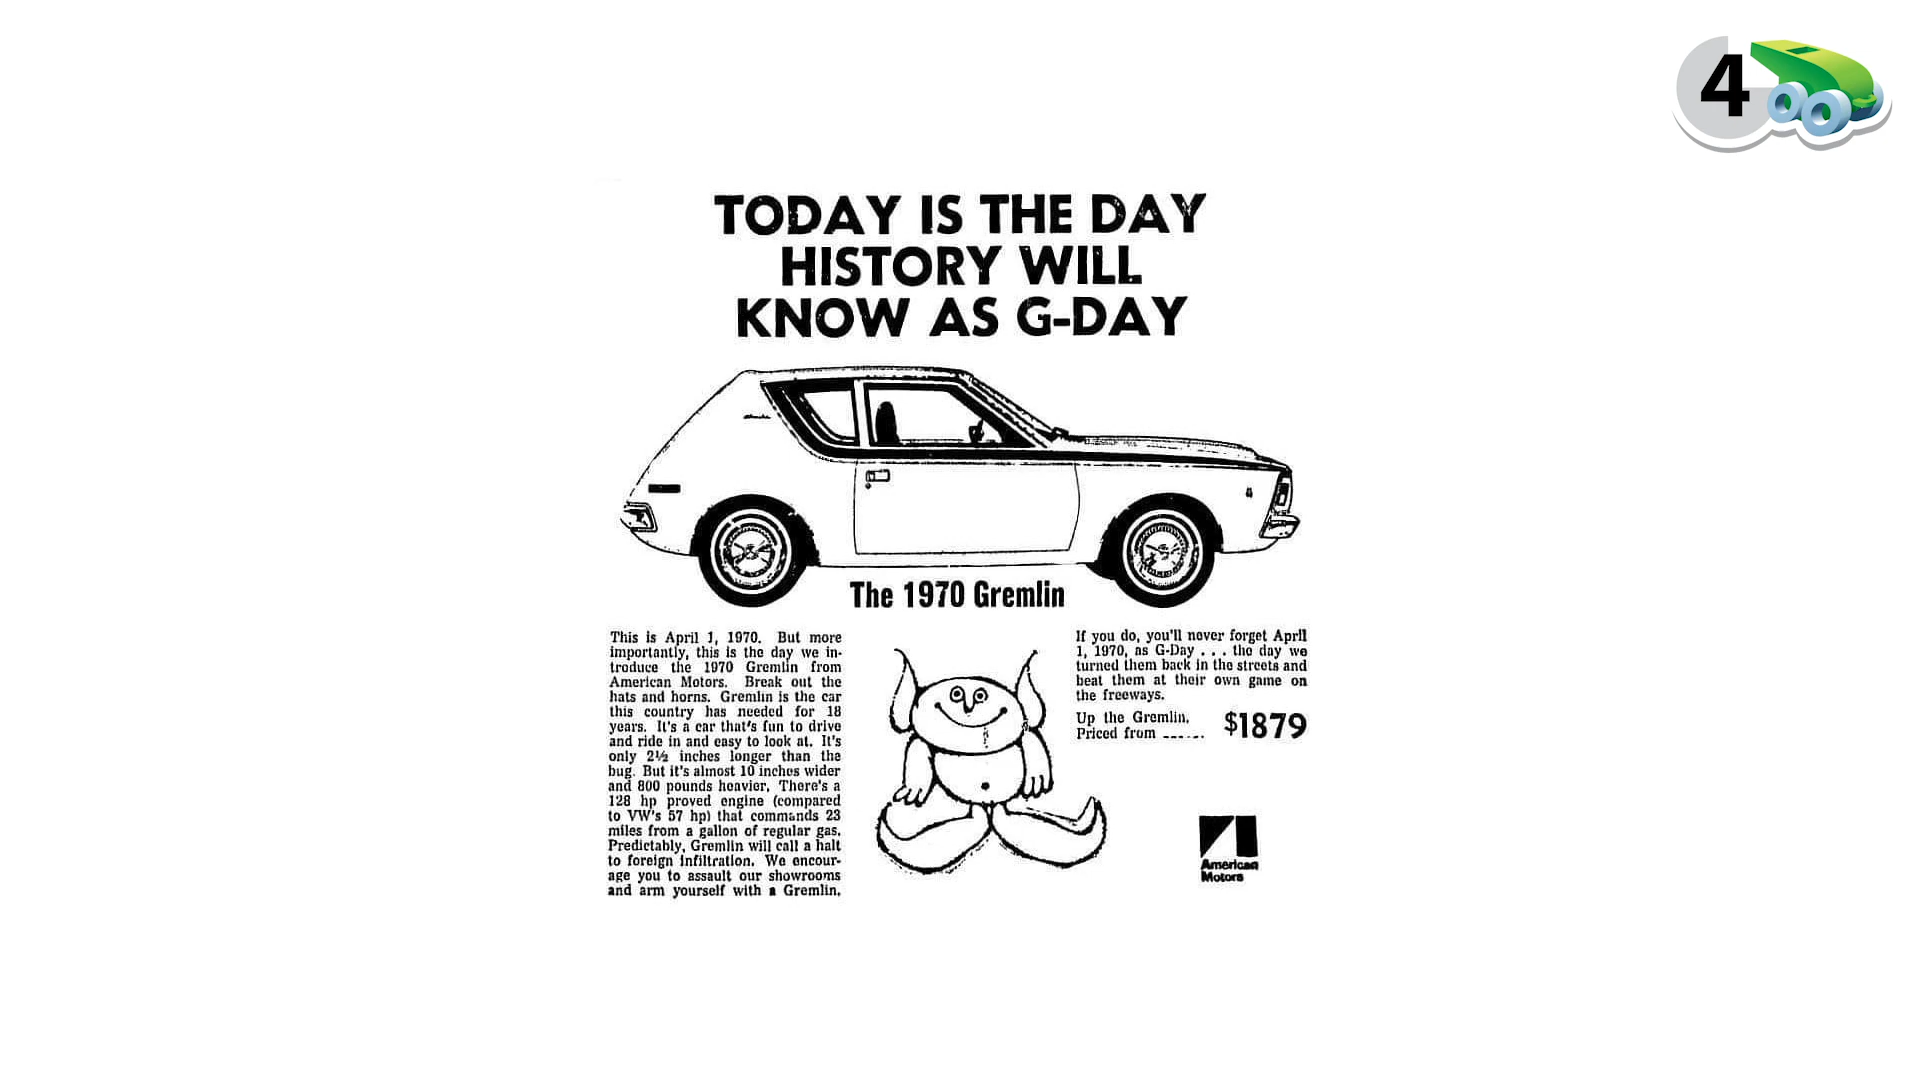 4
TODAY IS THE DAY
HISTORY WILL
KNOW AS G-DAY
The 1970 Gremlin
This is April 1, 1970. But more
importantly, this is the day we in-
troduce the 1970 Gremlin from
American Motors. Break out the
hats and horns. Gremlin is the car
this country has needed for 18
years. It's a car that's fun to drive
and ride in and easy to look at. It's
only 2½ inches longer than the
bug. But it's almost 10 inches wider
and 800 pounds heavier. There's a
128 hp proved engine (compared
to VW's 57 hp) that commands 23
miles from a gallon of regular gas.
Predictably, Gremlin will call a halt
to foreign infiltration. We encour-
age you to assault our showrooms
and arm yourself with a Gremlin.
If you do, you'll never forget April
1, 1970, as G-Day . . . the day we
turned them back in the streets and
beat them at their own game on
the freeways.
Up the Gremlin.
Priced from ------ $1879
American
Motors